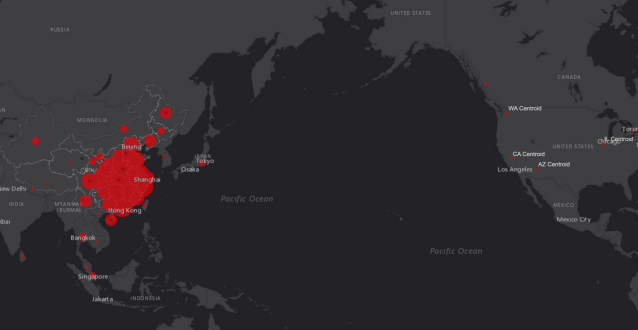 UNITED STATES
RUSSIA
CANADA
WA Centroid
MONGOLIA
Toron
IL Centroid
UNITED STATES
Beijing
JAPAN
Tokyo
CA Centroid
AZ Centroid
Osaka
Los Angeles
Shanghai
New Delhi
Pacific Ocean
INDIA
MYANMAR
(BURMA)
Hong Kong
MÉXICO
Mexico City
Bangkok
Pacific Ocean
Singapore
Jakarta
INDONESIA